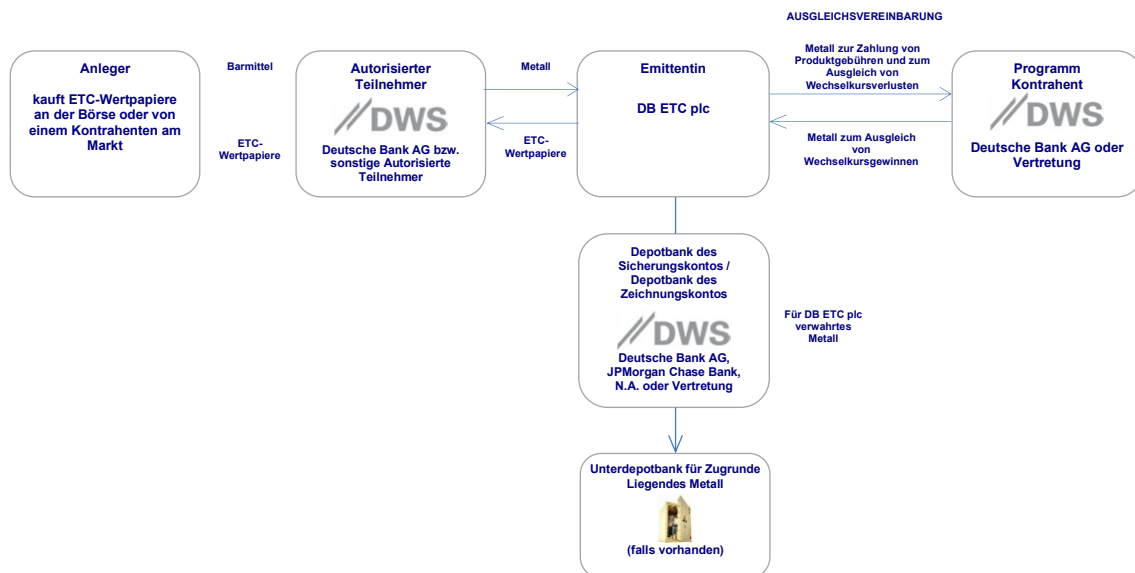 AUSGLEICHSVEREINBARUNG
Anleger
kauft ETC-Wertpapiere
an der Börse oder von
einem Kontrahenten am
Markt
Barmittel
ETC-
Wertpapiere
Autorisierter
Teilnehmer
DWS
Deutsche Bank AG bzw.
sonstige Autorisierte
Teilnehmer
Metall
ETC-
Wertpapiere
Emittentin
DB ETC plc
Metall zur Zahlung von
Produktgebühren und zum
Ausgleich von
Wechselkursverlusten
Metall zum Ausgleich
von
Wechselkursgewinnen
Programm
Kontrahent
DWS
Deutsche Bank AG oder
Vertretung
Depotbank des
Sicherungskontos /
Depotbank des
Zeichnungskontos
DWS
Deutsche Bank AG,
JPMorgan Chase Bank,
N.A. oder Vertretung
Für DB ETC plc
verwahrtes
Metall
Unterdepotbank für Zugrunde
Liegendes Metall
(falls vorhanden)